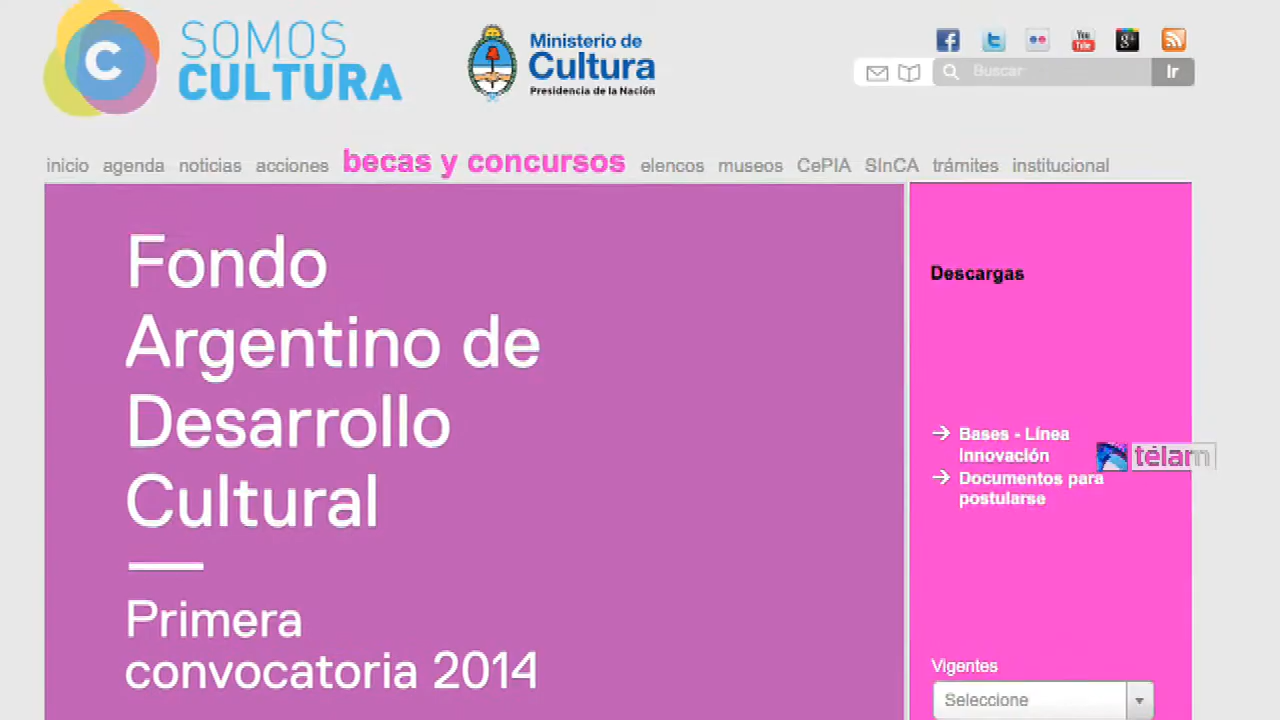 C
SOMOS
CULTURA
Ministerio de
Cultura
Presidencia de la Nación
You
Tube
Buscar
Ir
inicio agenda noticias acciones becas y concursos elencos museos CePIA SInCA trámites institucional
Fondo
Argentino de
Desarrollo
Cultural
Primera
convocatoria 2014
Descargas
Bases - Línea
Innovación
Documentos para
postularse
télam
Vigentes
Seleccione